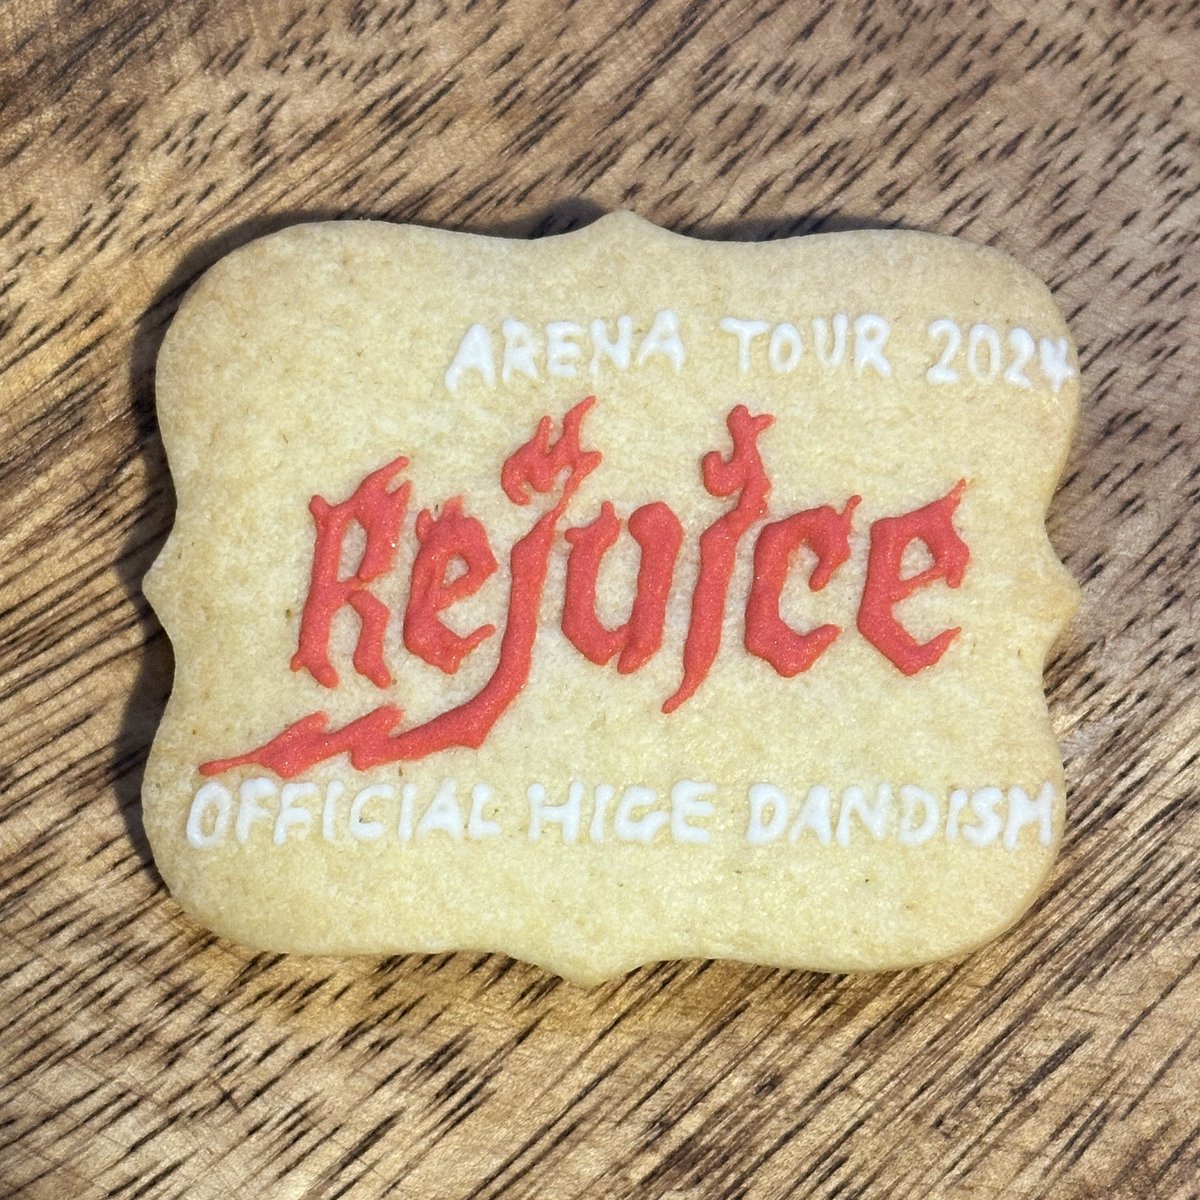 ARENA TOUR 2024
Rejoice
OFFICIAL HIGE DANDISM